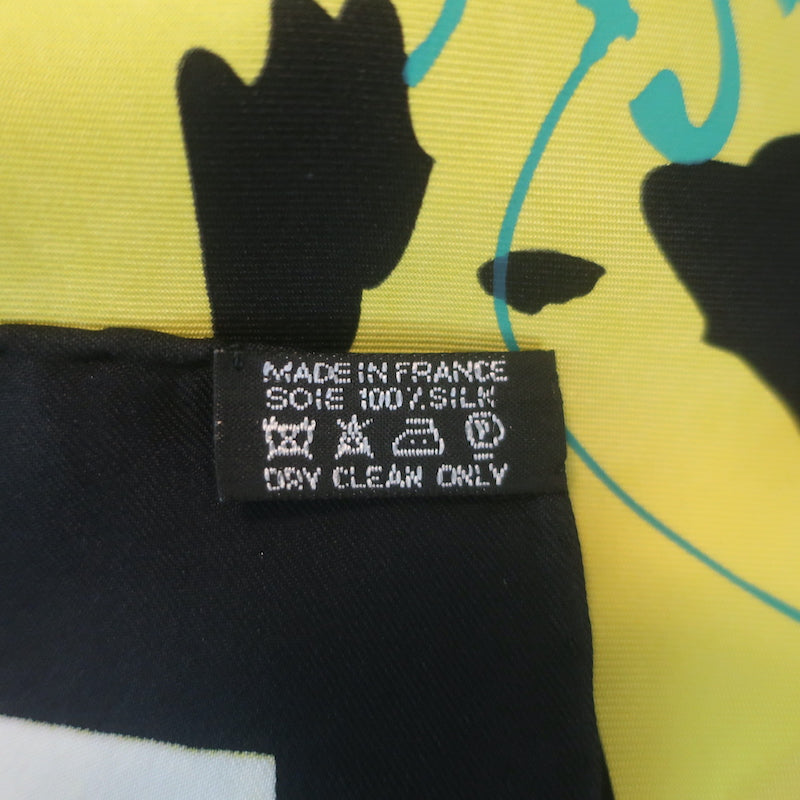 MADE IN FRANCE
SOIE 100% SILK
P
DRY CLEAN ONLY